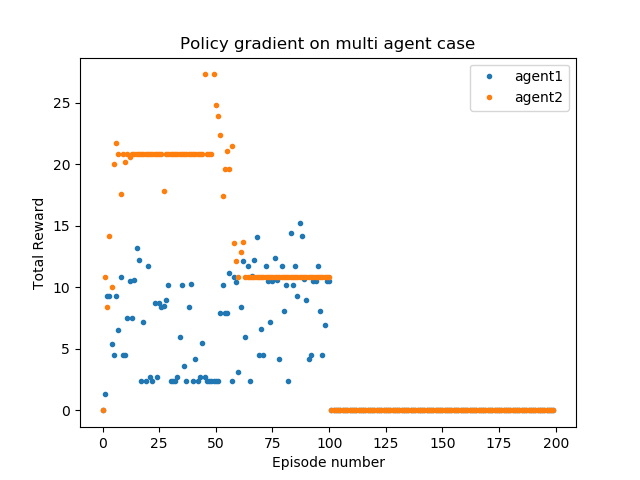 Policy gradient on multi agent case
agent1
agent2
Total Reward
25
20
15
10
5
0
0 25 50 75 100 125 150 175 200
Episode number